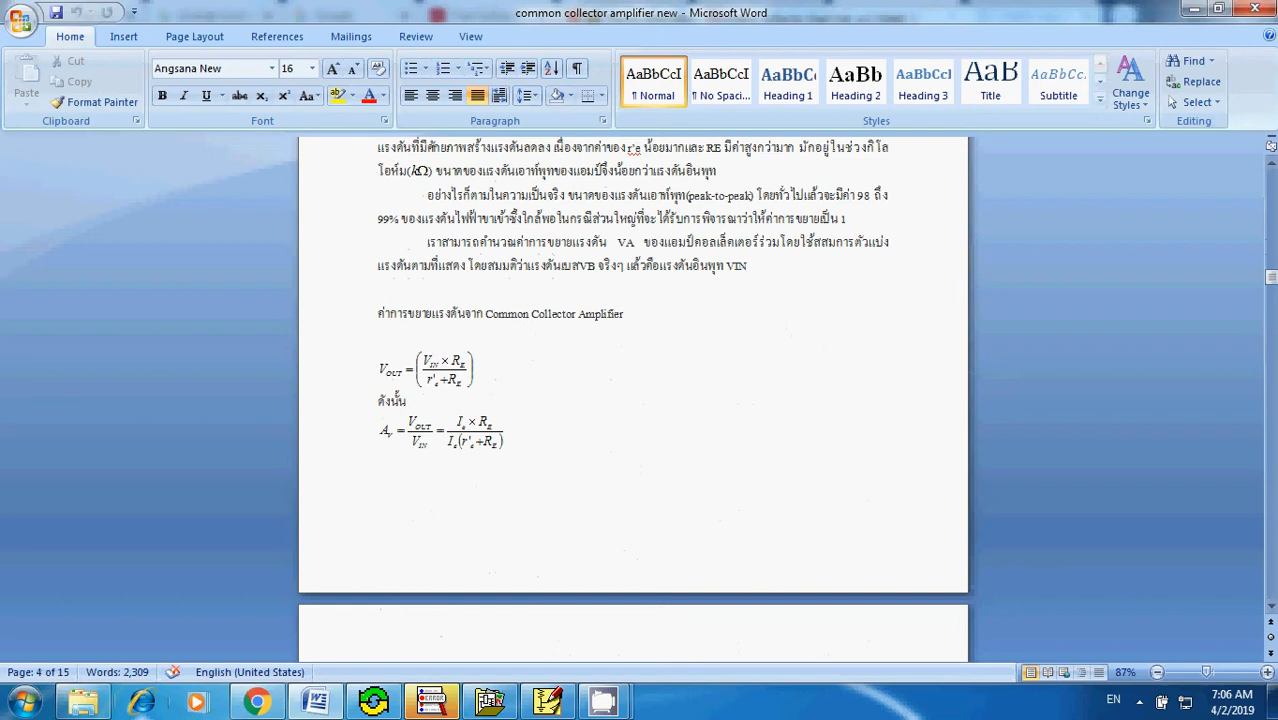 common collector amplifier new - Microsoft Word
Home Insert Page Layout References Mailings Review View
Paste
Cut
Copy
Format Painter
Clipboard
Angsana New 16
Font
Paragraph
AaBbCcI AaBbCcI AaBbCc AaBb AaBbCcI AaB AaBbCc.
¶ Normal ¶ No Spaci... Heading 1 Heading 2 Heading 3 Title Subtitle
Change Styles
Styles
Find
Replace
Select
Editing
แรงดันที่มีศักยภาพสร้างแรงดันลดลง เนื่องจากค่าของ r'e น้อยมากและ RE มีค่าสูงกว่ามาก มักอยู่ในช่วงกิโล
โอห์ม(kΩ) ขนาดของแรงดันเอาท์พุทของแอมป์จึงน้อยกว่าแรงดันอินพุท
อย่างไรก็ตามในความเป็นจริง ขนาดของแรงดันเอาท์พุท(peak-to-peak) โดยทั่วไปแล้วจะมีค่า 98 ถึง
99% ของแรงดันไฟฟ้าขาเข้าซึ่งใกล้พอในกรณีส่วนใหญ่ที่จะได้รับการพิจารณาว่าให้ค่าการขยายเป็น 1
เราสามารถคำนวณค่าการขยายแรงดัน VA ของแอมป์คอลเล็คเตอร์ร่วมโดยใช้สสมการตัวแบ่ง
แรงดันตามที่แสดง โดยสมมติว่าแรงดันเบสVB จริงๆ แล้วคือแรงดันอินพุท VIN
ค่าการขยายแรงดันจาก Common Collector Amplifier
V_OUT = (V_IN × R_E / r'_e + R_E)
ดังนั้น
A_V = V_OUT / V_IN = I_e × R_E / I_e(r'_e + R_E)
Page: 4 of 15 Words: 2,309 English (United States) 87%
EN 7:06 AM
4/2/2019